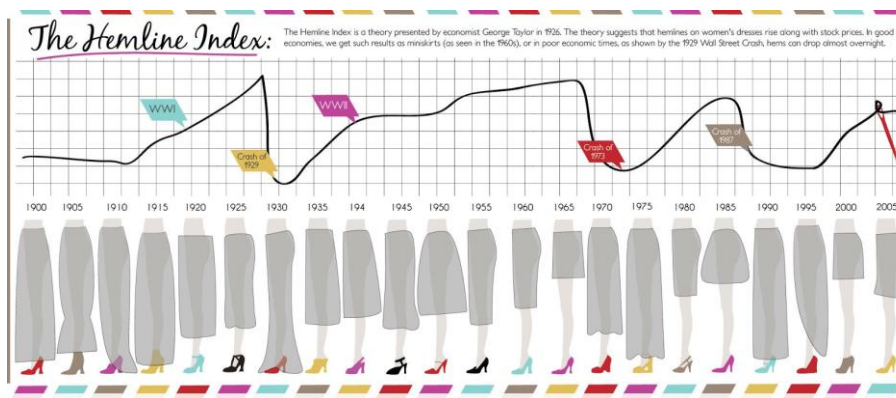 The Hemline Index:
The Hemline Index is a theory presented by economist George Taylor in 1926. The theory suggests that hemlines on women's dresses rise along with stock prices. In good
economies, we get such results as miniskirts (as seen in the 1960s), or in poor economic times, as shown by the 1929 Wall Street Crash, hems can drop almost overnight.
WWI
WWII
Crash of
1929
Crash of
1973
Crash of
1987
1900 1905 1910 1915 1920 1925 1930 1935 194 1945 1950 1955 1960 1965 1970 1975 1980 1985 1990 1995 2000 2005